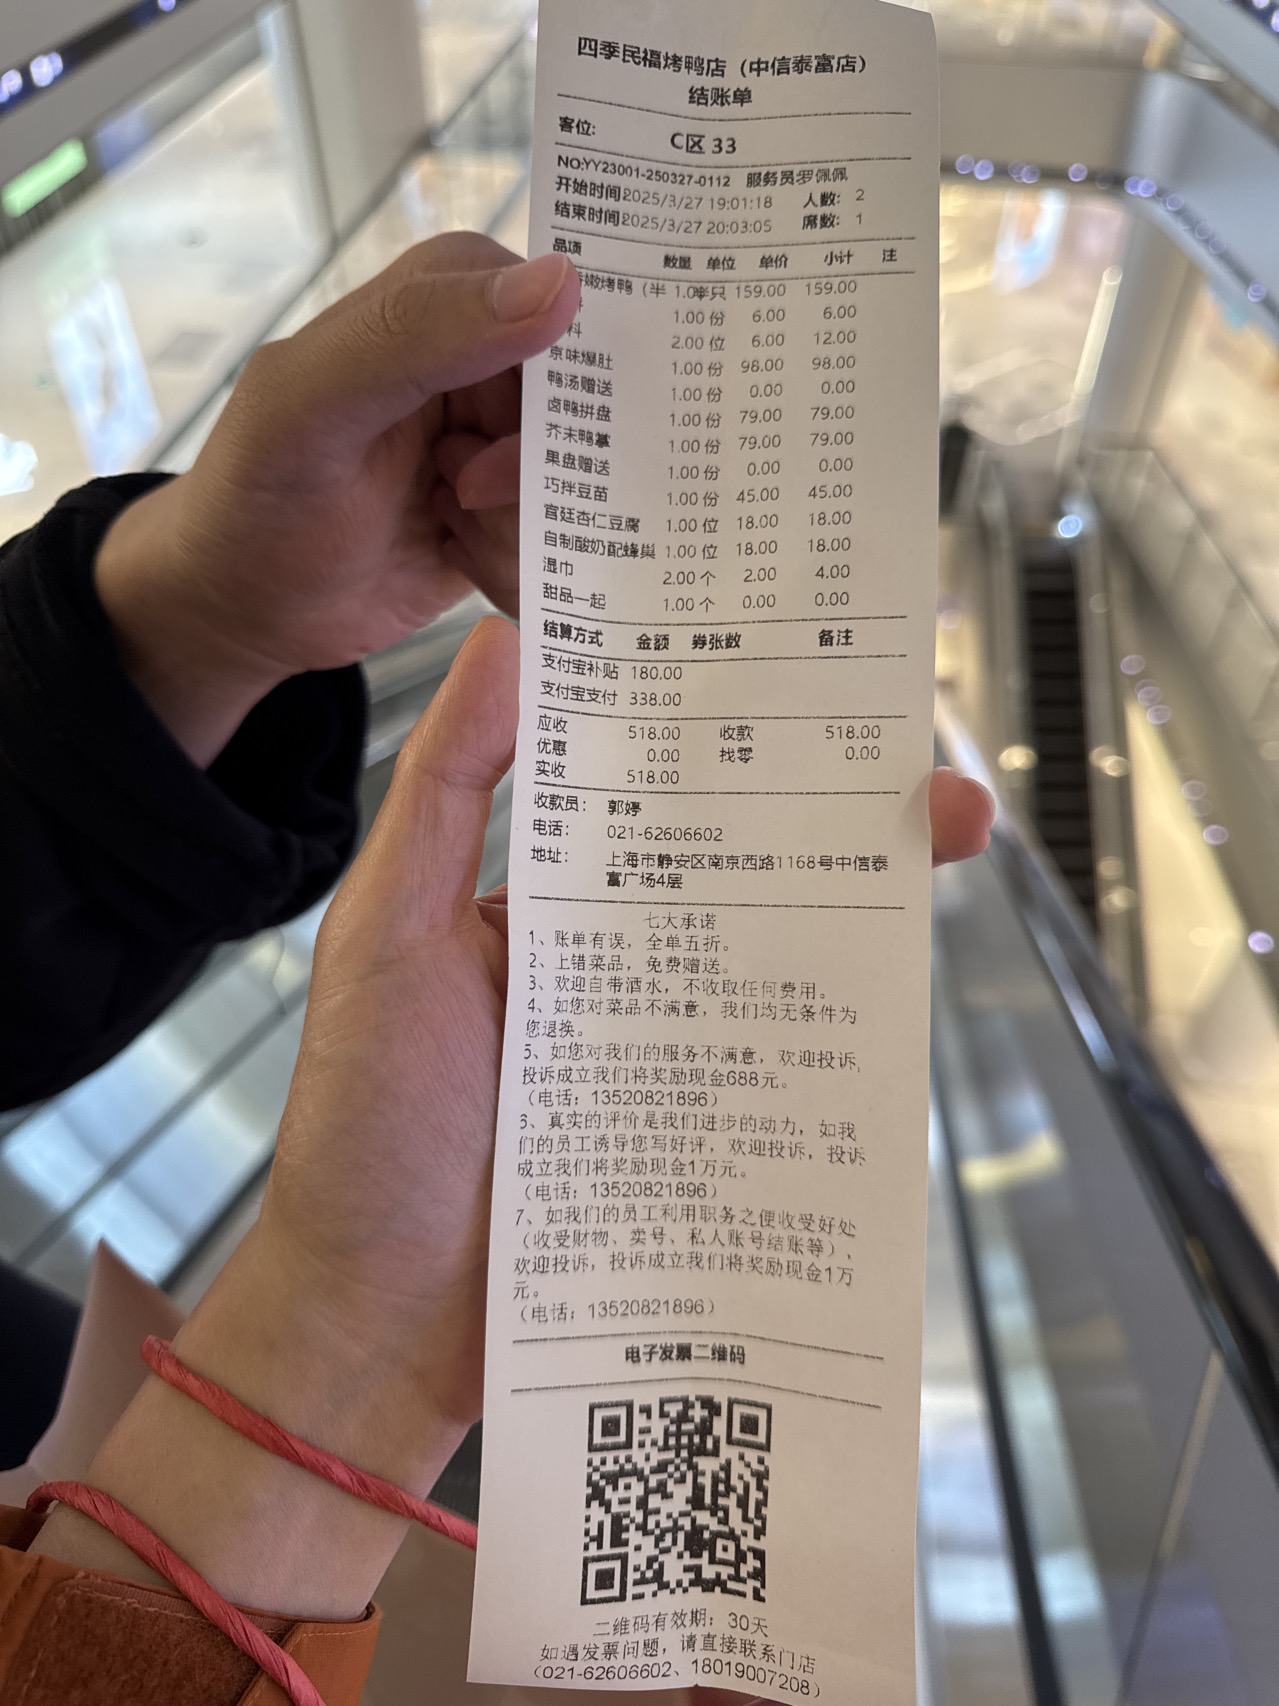 四季民福烤鸭店（中信泰富店）
结账单
客位： C区 33
NO:YY23001-250327-0112 服务员:罗佩佩
开始时间2025/3/27 19:01:18 人数： 2
结束时间2025/3/27 20:03:05 席数： 1
品项 数量 单位 单价 小计 注
嫩烤鸭（半 1.00半只 159.00 159.00
1.00 份 6.00 6.00
料 2.00 位 6.00 12.00
京味爆肚 1.00 份 98.00 98.00
鸭汤赠送 1.00 份 0.00 0.00
卤鸭拼盘 1.00 份 79.00 79.00
芥末鸭掌 1.00 份 79.00 79.00
果盘赠送 1.00 份 0.00 0.00
巧拌豆苗 1.00 份 45.00 45.00
宫廷杏仁豆腐 1.00 位 18.00 18.00
自制酸奶配蜂巢 1.00 位 18.00 18.00
湿巾 2.00 个 2.00 4.00
甜品一起 1.00 个 0.00 0.00
结算方式 金额 券张数 备注
支付宝补贴 180.00
支付宝支付 338.00
应收 518.00 收款 518.00
优惠 0.00 找零 0.00
实收 518.00
收款员： 郭婷
电话： 021-62606602
地址： 上海市静安区南京西路1168号中信泰
富广场4层
七大承诺
1、账单有误，全单五折。
2、上错菜品，免费赠送。
3、欢迎自带酒水，不收取任何费用。
4、如您对菜品不满意，我们均无条件为
您退换。
5、如您对我们的服务不满意，欢迎投诉，
投诉成立我们将奖励现金688元。
（电话：13520821896）
3、真实的评价是我们进步的动力，如我
们的员工诱导您写好评，欢迎投诉，投诉
成立我们将奖励现金1万元。
（电话：13520821896）
7、如我们的员工利用职务之便收受好处
（收受财物、卖号、私人账号结账等），
欢迎投诉，投诉成立我们将奖励现金1万
元。
（电话：13520821896）
电子发票二维码
二维码有效期：30天
如遇发票问题，请直接联系门店
（021-62606602、18019007208）